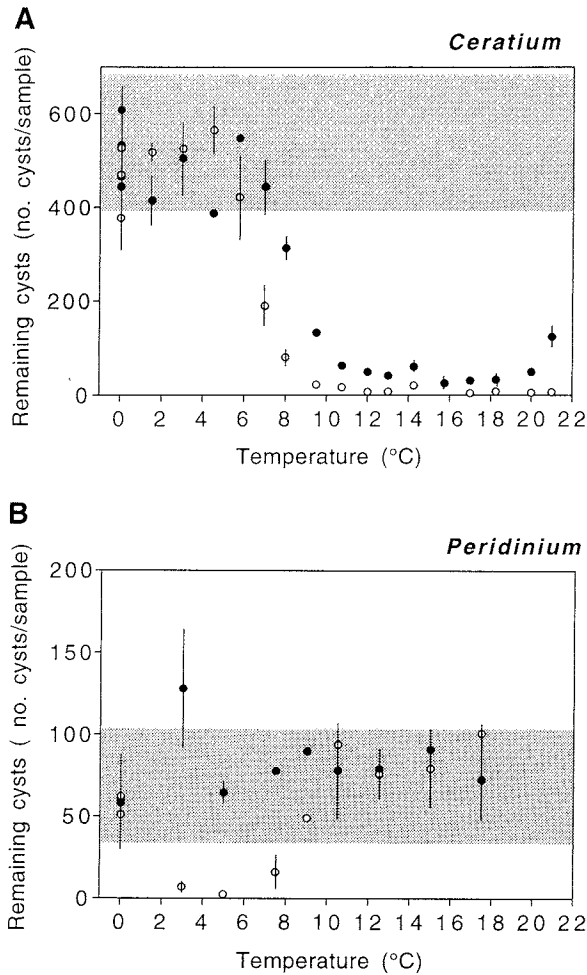 A
Ceratium
Remaining cysts (no. cysts/sample)
600
400
200
0
0 2 4 6 8 10 12 14 16 18 20 22
Temperature (°C)
B
Peridinium
Remaining cysts ( no. cysts/sample)
200
150
100
50
0
0 2 4 6 8 10 12 14 16 18 20 22
Temperature (°C)